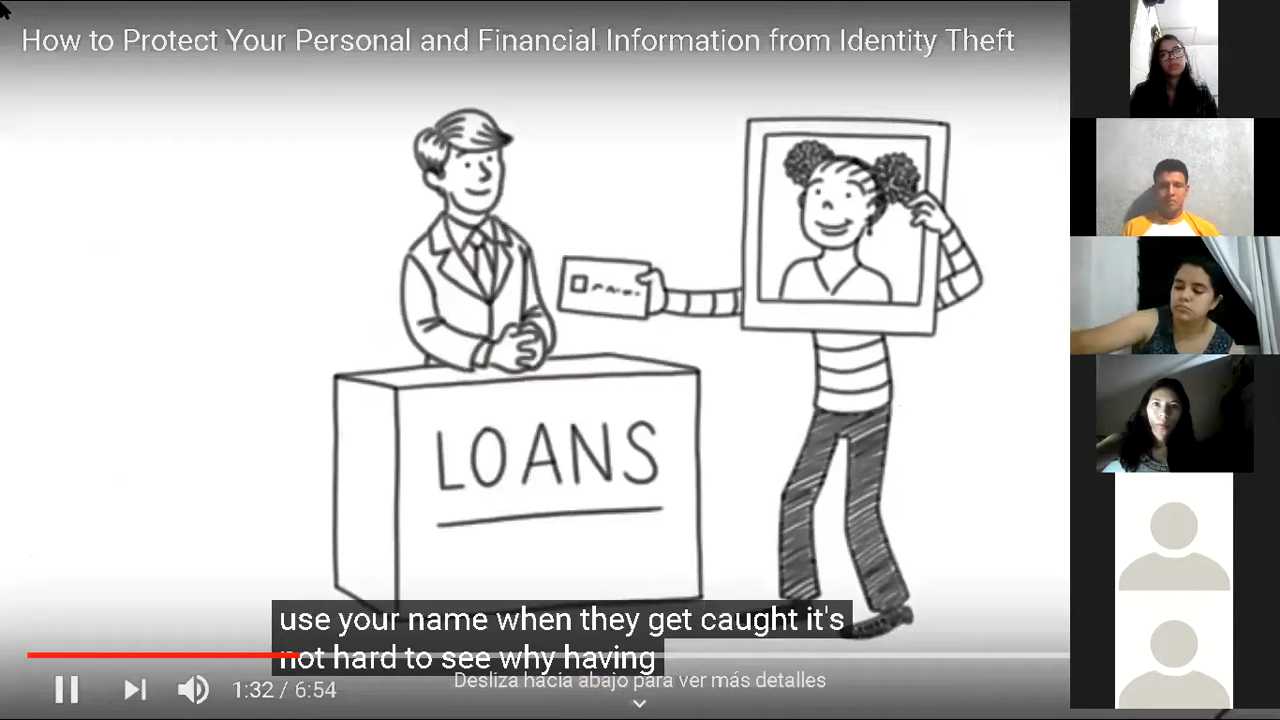 How to Protect Your Personal and Financial Information from Identity Theft
LOANS
use your name when they get caught it's
not hard to see why having
Desliza hacia abajo para ver más detalles
1:32 / 6:54